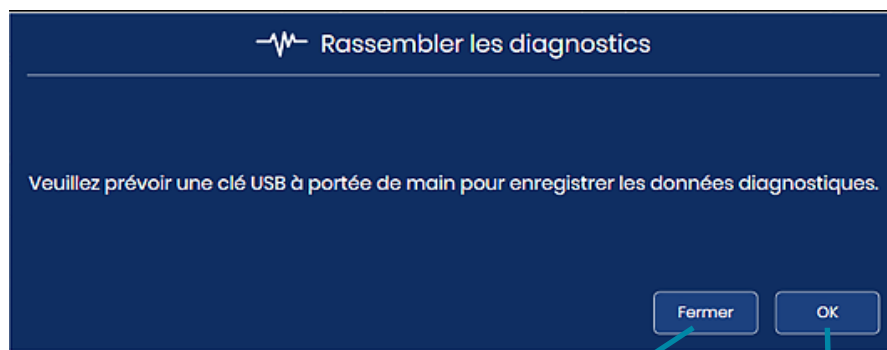 Rassembler les diagnostics
Veuillez prévoir une clé USB à portée de main pour enregistrer les données diagnostiques.
Fermer OK